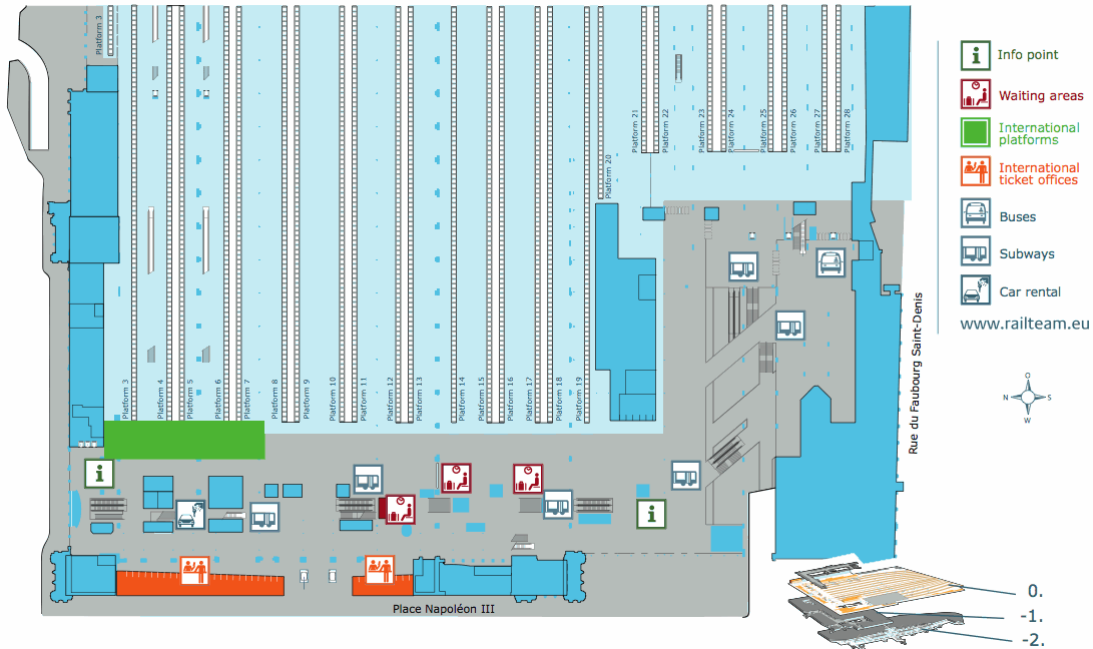 Platform 3
Platform 21
Platform 22
Platform 23
Platform 24
Platform 25
Platform 26
Platform 27
Platform 28
Platform 20
Platform 3
Platform 4
Platform 5
Platform 6
Platform 7
Platform 8
Platform 9
Platform 10
Platform 11
Platform 12
Platform 13
Platform 14
Platform 15
Platform 16
Platform 17
Platform 18
Platform 19
i
Info point
Waiting areas
International
platforms
International
ticket offices
Buses
Subways
Car rental
www.railteam.eu
Rue du Faubourg Saint-Denis
O
N
S
W
i
i
Place Napoléon III
0.
-1.
-2.